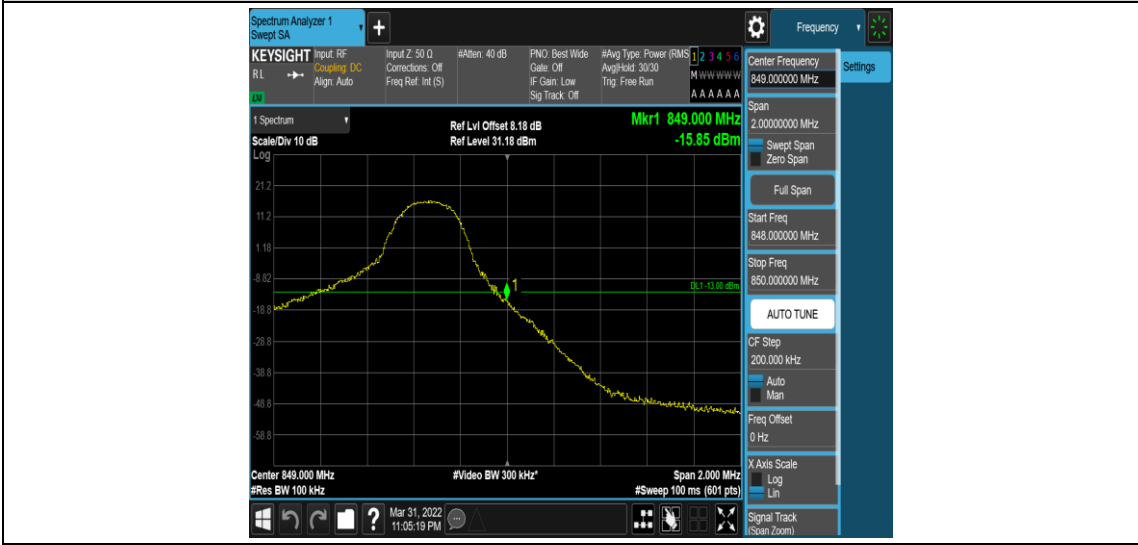 Spectrum Analyzer 1
Swept SA
Frequency
KEYSIGHT
RL
LNI
Input: RF
Coupling: DC
Align: Auto
Input Z: 50 Ω
Corrections: Off
Freq Ref: Int (S)
#Atten: 40 dB
PNO: Best Wide
Gate: Off
IF Gain: Low
Sig Track: Off
#Avg Type: Power (RMS
Avg|Hold: 30/30
Trig: Free Run
1 2 3 4 5 6
M W W W W W
A A A A A A
1 Spectrum
Scale/Div 10 dB
Log
Ref Lvl Offset 8.18 dB
Ref Level 31.18 dBm
Mkr1 849.000 MHz
-15.85 dBm
21.2
11.2
1.18
-8.82
-18.8
-28.8
-38.8
-48.8
-58.8
1
DL1 -13.00 dBm
Center 849.000 MHz
#Res BW 100 kHz
#Video BW 300 kHz*
Span 2.000 MHz
#Sweep 100 ms (601 pts)
Mar 31, 2022
11:05:19 PM
Center Frequency
849.000000 MHz
Settings
Span
2.00000000 MHz
Swept Span
Zero Span
Full Span
Start Freq
848.000000 MHz
Stop Freq
850.000000 MHz
AUTO TUNE
CF Step
200.000 kHz
Auto
Man
Freq Offset
0 Hz
X Axis Scale
Log
Lin
Signal Track
(Span Zoom)